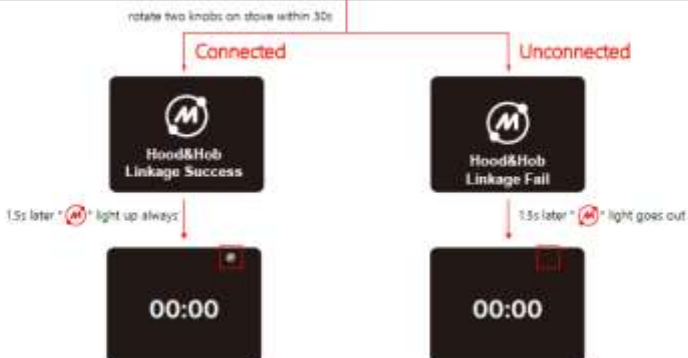 rotate two knobs on stove within 30s
Connected
Unconnected
Hood&Hob
Linkage Success
Hood&Hob
Linkage Fail
1.5s later "M" light up always
1.5s later "M" light goes out
00:00
00:00